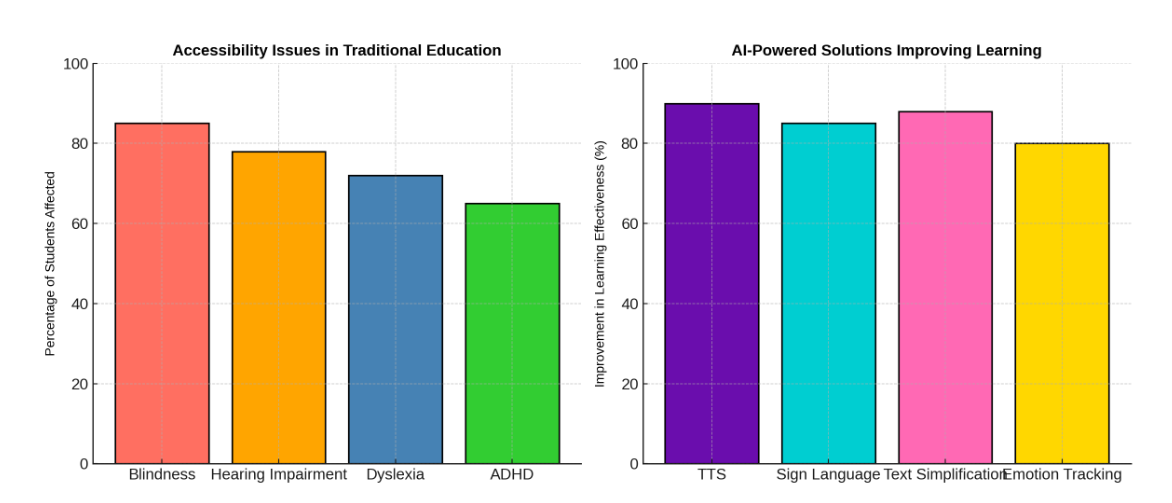 Accessibility Issues in Traditional Education
Percentage of Students Affected
100
80
60
40
20
0
Blindness
Hearing Impairment
Dyslexia
ADHD
AI-Powered Solutions Improving Learning
Improvement in Learning Effectiveness (%)
100
80
60
40
20
0
TTS
Sign Language
Text Simplification
Emotion Tracking